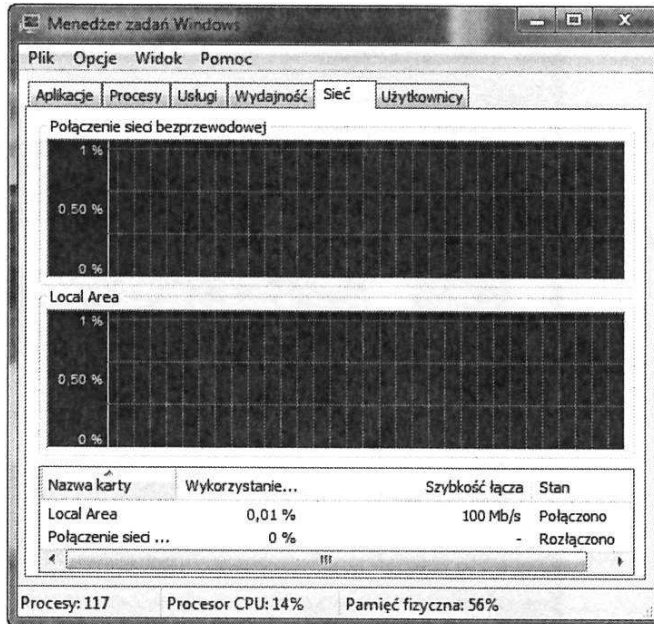 Menedżer zadań Windows
Plik Opcje Widok Pomoc
Aplikacje Procesy Usługi Wydajność Sieć Użytkownicy
Połączenie sieci bezprzewodowej
1 %
0,50 %
0 %
Local Area
1 %
0,50 %
0 %
Nazwa karty Wykorzystanie... Szybkość łącza Stan
Local Area 0,01 % 100 Mb/s Połączono
Połączenie sieci ... 0 % - Rozłączono
Procesy: 117 Procesor CPU: 14% Pamięć fizyczna: 56%